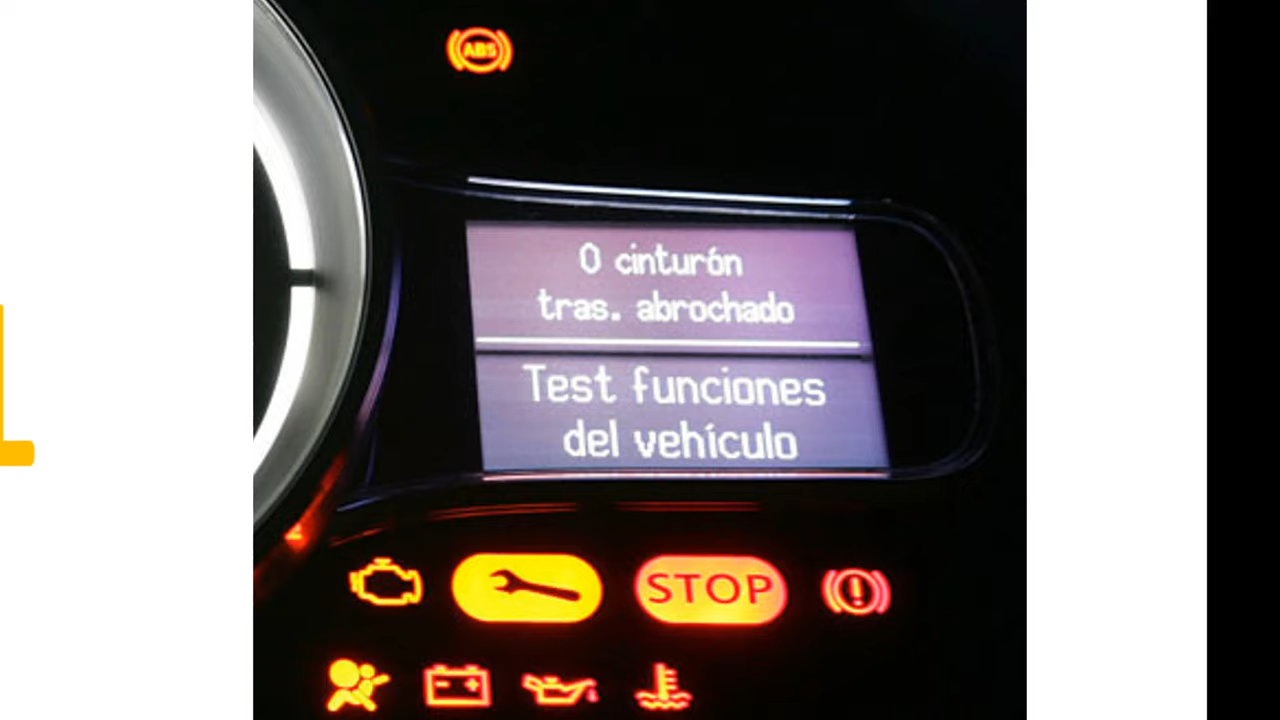 ABS
0 cinturón
tras. abrochado
Test funciones
del vehículo
STOP